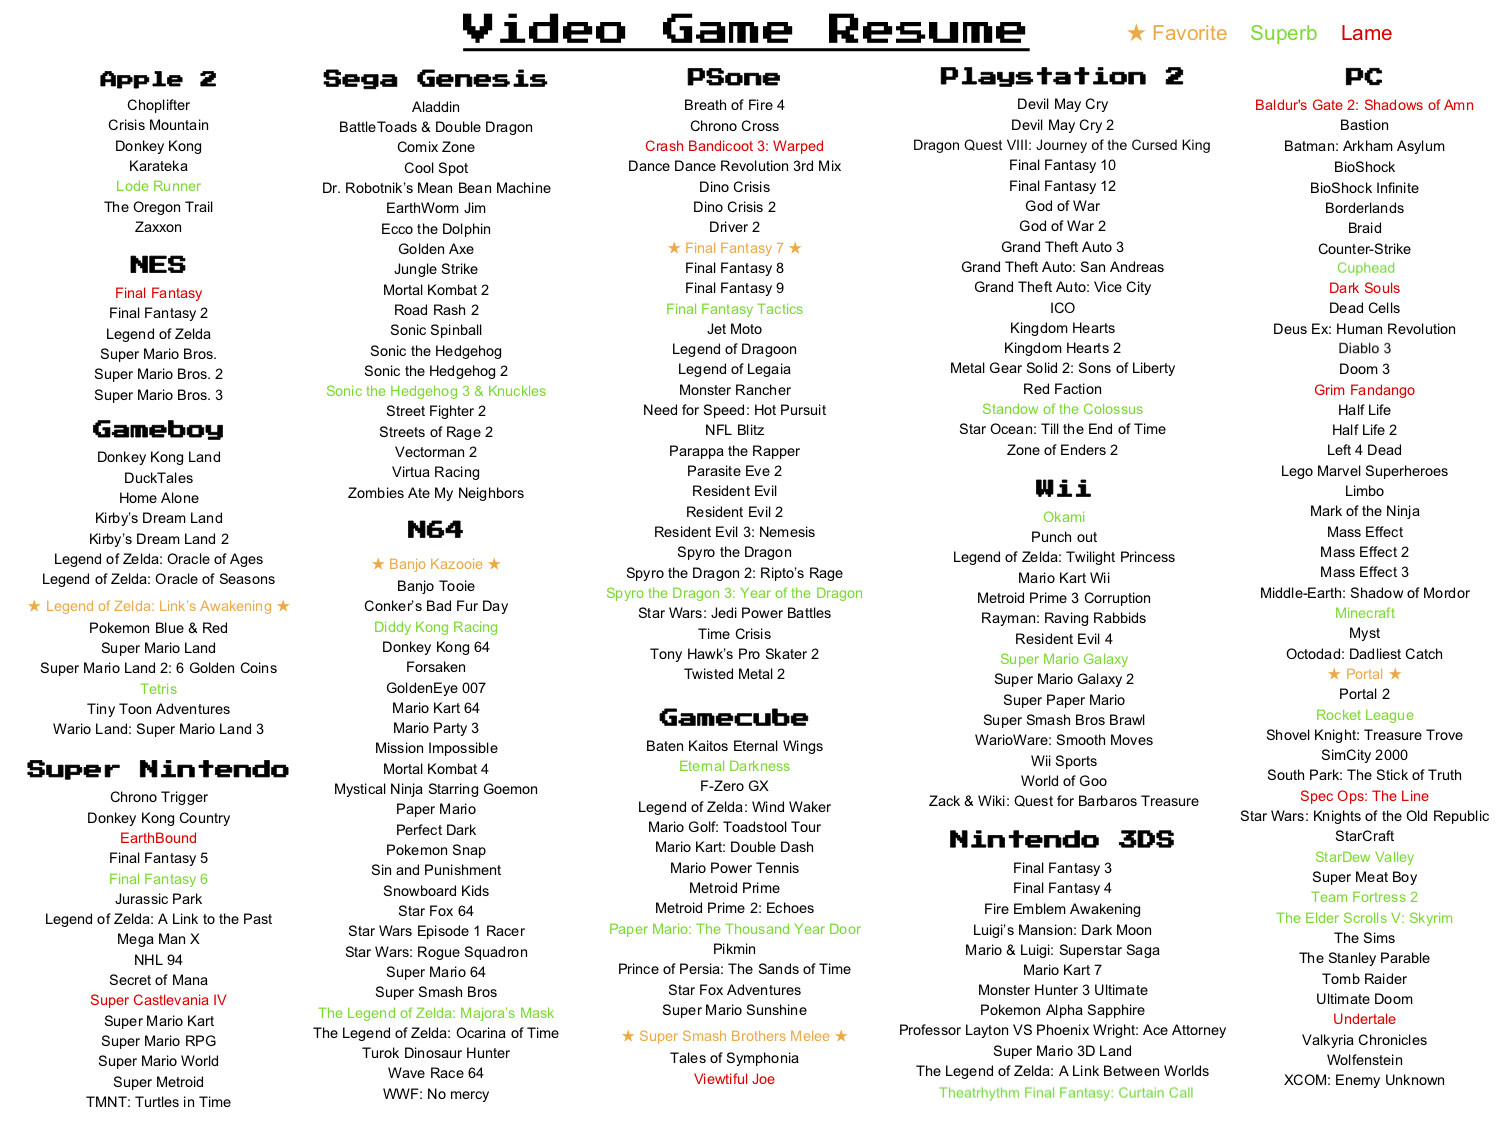 Video Game Resume
★ Favorite Superb Lame
Apple 2
Choplifter
Crisis Mountain
Donkey Kong
Karateka
Lode Runner
The Oregon Trail
Zaxxon
NES
Final Fantasy
Final Fantasy 2
Legend of Zelda
Super Mario Bros.
Super Mario Bros. 2
Super Mario Bros. 3
Gameboy
Donkey Kong Land
DuckTales
Home Alone
Kirby's Dream Land
Kirby's Dream Land 2
Legend of Zelda: Oracle of Ages
Legend of Zelda: Oracle of Seasons
★ Legend of Zelda: Link's Awakening ★
Pokemon Blue & Red
Super Mario Land
Super Mario Land 2: 6 Golden Coins
Tetris
Tiny Toon Adventures
Wario Land: Super Mario Land 3
Super Nintendo
Chrono Trigger
Donkey Kong Country
EarthBound
Final Fantasy 5
Final Fantasy 6
Jurassic Park
Legend of Zelda: A Link to the Past
Mega Man X
NHL 94
Secret of Mana
Super Castlevania IV
Super Mario Kart
Super Mario RPG
Super Mario World
Super Metroid
TMNT: Turtles in Time
Sega Genesis
Aladdin
BattleToads & Double Dragon
Comix Zone
Cool Spot
Dr. Robotnik's Mean Bean Machine
EarthWorm Jim
Ecco the Dolphin
Golden Axe
Jungle Strike
Mortal Kombat 2
Road Rash 2
Sonic Spinball
Sonic the Hedgehog
Sonic the Hedgehog 2
Sonic the Hedgehog 3 & Knuckles
Street Fighter 2
Streets of Rage 2
Vectorman 2
Virtua Racing
Zombies Ate My Neighbors
N64
★ Banjo Kazooie ★
Banjo Tooie
Conker's Bad Fur Day
Diddy Kong Racing
Donkey Kong 64
Forsaken
GoldenEye 007
Mario Kart 64
Mario Party 3
Mission Impossible
Mortal Kombat 4
Mystical Ninja Starring Goemon
Paper Mario
Perfect Dark
Pokemon Snap
Sin and Punishment
Snowboard Kids
Star Fox 64
Star Wars Episode 1 Racer
Star Wars: Rogue Squadron
Super Mario 64
Super Smash Bros
The Legend of Zelda: Majora's Mask
The Legend of Zelda: Ocarina of Time
Turok Dinosaur Hunter
Wave Race 64
WWF: No mercy
PSone
Breath of Fire 4
Chrono Cross
Crash Bandicoot 3: Warped
Dance Dance Revolution 3rd Mix
Dino Crisis
Dino Crisis 2
Driver 2
★ Final Fantasy 7 ★
Final Fantasy 8
Final Fantasy 9
Final Fantasy Tactics
Jet Moto
Legend of Dragoon
Legend of Legaia
Monster Rancher
Need for Speed: Hot Pursuit
NFL Blitz
Parappa the Rapper
Parasite Eve 2
Resident Evil
Resident Evil 2
Resident Evil 3: Nemesis
Spyro the Dragon
Spyro the Dragon 2: Ripto's Rage
Spyro the Dragon 3: Year of the Dragon
Star Wars: Jedi Power Battles
Time Crisis
Tony Hawk's Pro Skater 2
Twisted Metal 2
Gamecube
Baten Kaitos Eternal Wings
Eternal Darkness
F-Zero GX
Legend of Zelda: Wind Waker
Mario Golf: Toadstool Tour
Mario Kart: Double Dash
Mario Power Tennis
Metroid Prime
Metroid Prime 2: Echoes
Paper Mario: The Thousand Year Door
Pikmin
Prince of Persia: The Sands of Time
Star Fox Adventures
Super Mario Sunshine
★ Super Smash Brothers Melee ★
Tales of Symphonia
Viewtiful Joe
Playstation 2
Devil May Cry
Devil May Cry 2
Dragon Quest VIII: Journey of the Cursed King
Final Fantasy 10
Final Fantasy 12
God of War
God of War 2
Grand Theft Auto 3
Grand Theft Auto: San Andreas
Grand Theft Auto: Vice City
ICO
Kingdom Hearts
Kingdom Hearts 2
Metal Gear Solid 2: Sons of Liberty
Red Faction
Standow of the Colossus
Star Ocean: Till the End of Time
Zone of Enders 2
Wii
Okami
Punch out
Legend of Zelda: Twilight Princess
Mario Kart Wii
Metroid Prime 3 Corruption
Rayman: Raving Rabbids
Resident Evil 4
Super Mario Galaxy
Super Mario Galaxy 2
Super Paper Mario
Super Smash Bros Brawl
WarioWare: Smooth Moves
Wii Sports
World of Goo
Zack & Wiki: Quest for Barbaros Treasure
Nintendo 3DS
Final Fantasy 3
Final Fantasy 4
Fire Emblem Awakening
Luigi's Mansion: Dark Moon
Mario & Luigi: Superstar Saga
Mario Kart 7
Monster Hunter 3 Ultimate
Pokemon Alpha Sapphire
Professor Layton VS Phoenix Wright: Ace Attorney
Super Mario 3D Land
The Legend of Zelda: A Link Between Worlds
Theatrhythm Final Fantasy: Curtain Call
PC
Baldur's Gate 2: Shadows of Amn
Bastion
Batman: Arkham Asylum
BioShock
BioShock Infinite
Borderlands
Braid
Counter-Strike
Cuphead
Dark Souls
Dead Cells
Deus Ex: Human Revolution
Diablo 3
Doom 3
Grim Fandango
Half Life
Half Life 2
Left 4 Dead
Lego Marvel Superheroes
Limbo
Mark of the Ninja
Mass Effect
Mass Effect 2
Mass Effect 3
Middle-Earth: Shadow of Mordor
Minecraft
Myst
Octodad: Dadliest Catch
★ Portal ★
Portal 2
Rocket League
Shovel Knight: Treasure Trove
SimCity 2000
South Park: The Stick of Truth
Spec Ops: The Line
Star Wars: Knights of the Old Republic
StarCraft
StarDew Valley
Super Meat Boy
Team Fortress 2
The Elder Scrolls V: Skyrim
The Sims
The Stanley Parable
Tomb Raider
Ultimate Doom
Undertale
Valkyria Chronicles
Wolfenstein
XCOM: Enemy Unknown